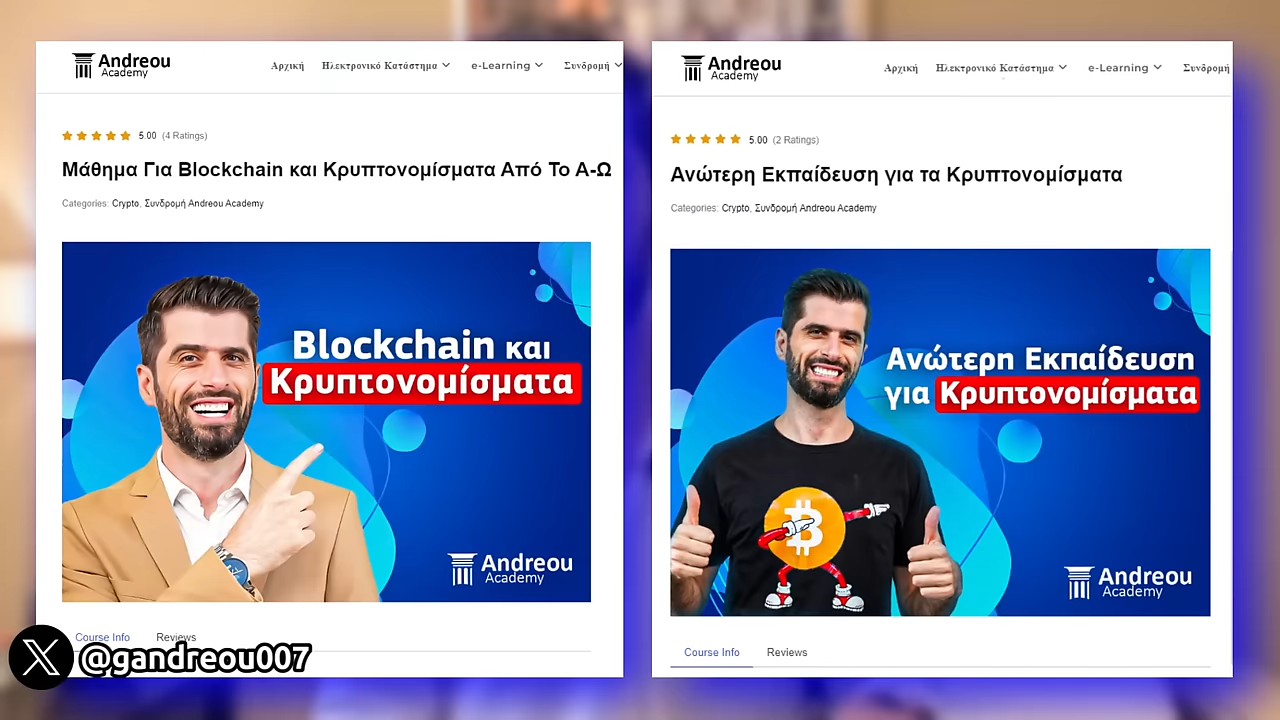 Andreou
Academy
Αρχική Ηλεκτρονικό Κατάστημα e-Learning Συνδρομή
5.00 (4 Ratings)
Μάθημα Για Blockchain και Κρυπτονομίσματα Από Το Α-Ω
Categories: Crypto, Συνδρομή Andreou Academy
Blockchain και
Κρυπτονομίσματα
Andreou
Academy
Course Info Reviews
@gandreou007
Andreou
Academy
Αρχική Ηλεκτρονικό Κατάστημα e-Learning Συνδρομή
5.00 (2 Ratings)
Ανώτερη Εκπαίδευση για τα Κρυπτονομίσματα
Categories: Crypto, Συνδρομή Andreou Academy
Ανώτερη Εκπαίδευση
για Κρυπτονομίσματα
Andreou
Academy
Course Info Reviews